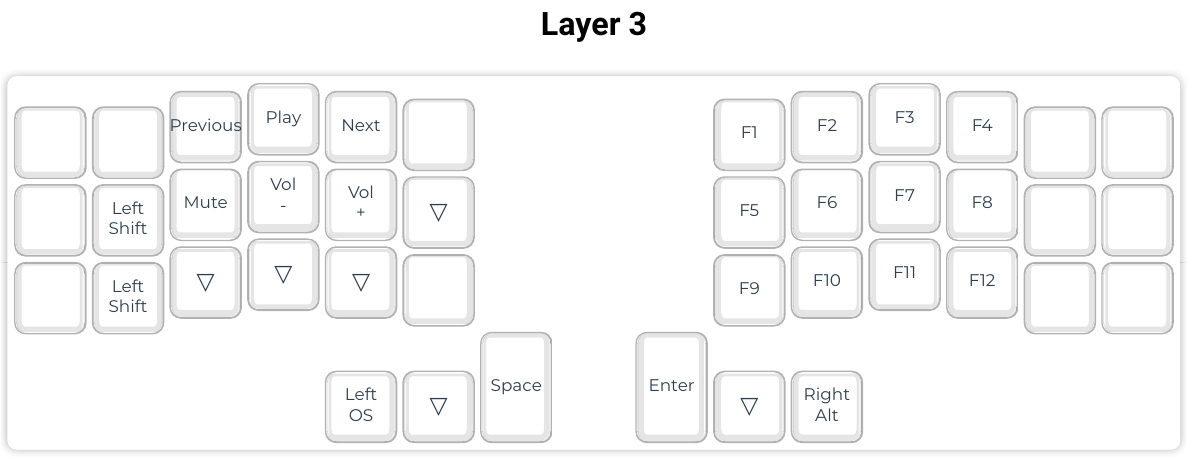 Layer 3
Previous
Play
Next
F1
F2
F3
F4
Left
Shift
Mute
Vol
-
Vol
+
▽
F5
F6
F7
F8
Left
Shift
▽
▽
▽
F9
F10
F11
F12
Left
OS
▽
Space
Enter
▽
Right
Alt